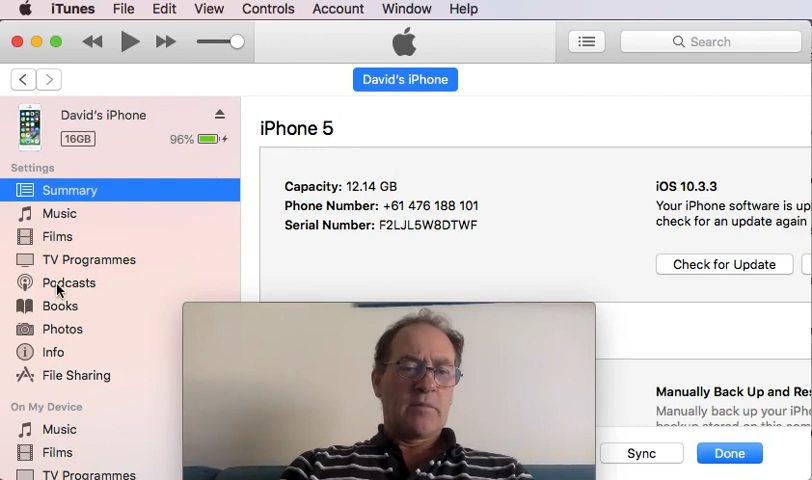 iTunes File Edit View Controls Account Window Help
Search
David's iPhone
David's iPhone
16GB 96%
Settings
Summary
Music
Films
TV Programmes
Podcasts
Books
Photos
Info
File Sharing
On My Device
Music
Films
TV Programmes
iPhone 5
Capacity: 12.14 GB
Phone Number: +61 476 188 101
Serial Number: F2LJL5W8DTWF
iOS 10.3.3
Your iPhone software is up
check for an update again
Check for Update
Manually Back Up and Res
Manually back up your iPho
Sync Done